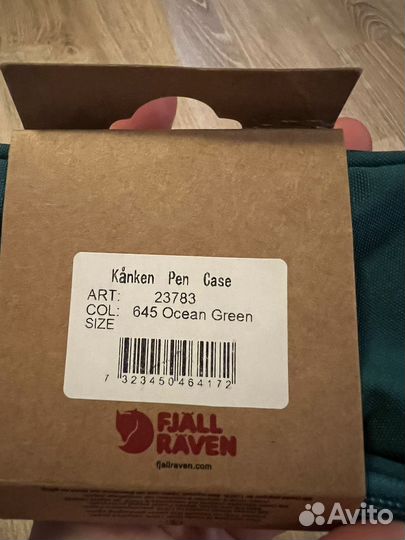 Kånken Pen Case
ART: 23783
COL: 645 Ocean Green
SIZE
7 323450 464172
FJÄLL
RÄVEN
fjallraven.com
Avito